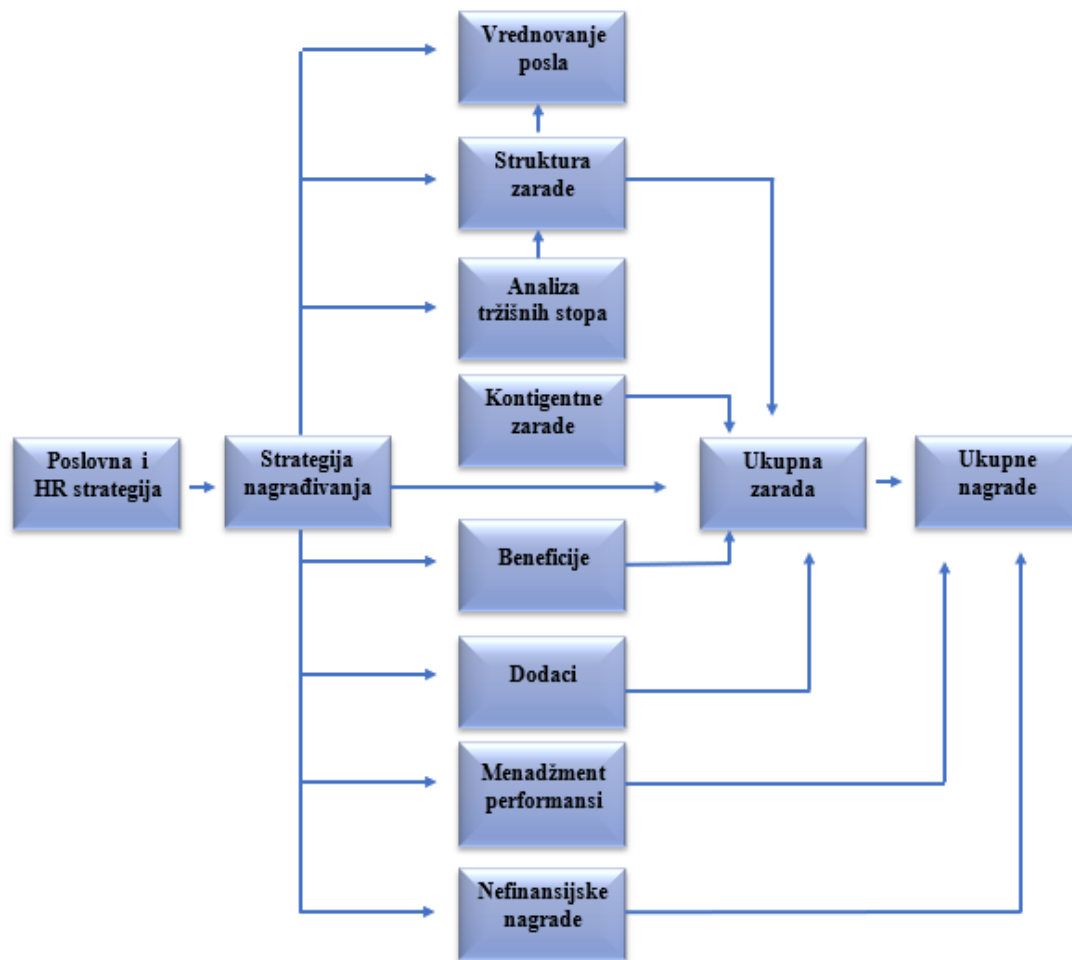 Vrednovanje
posla
Struktura
zarade
Analiza
tržišnih stopa
Kontigentne
zarade
Poslovna i
HR strategija
Strategija
nagrađivanja
Ukupna
zarada
Ukupne
nagrade
Beneficije
Dodaci
Menadžment
performansi
Nefinansijske
nagrade